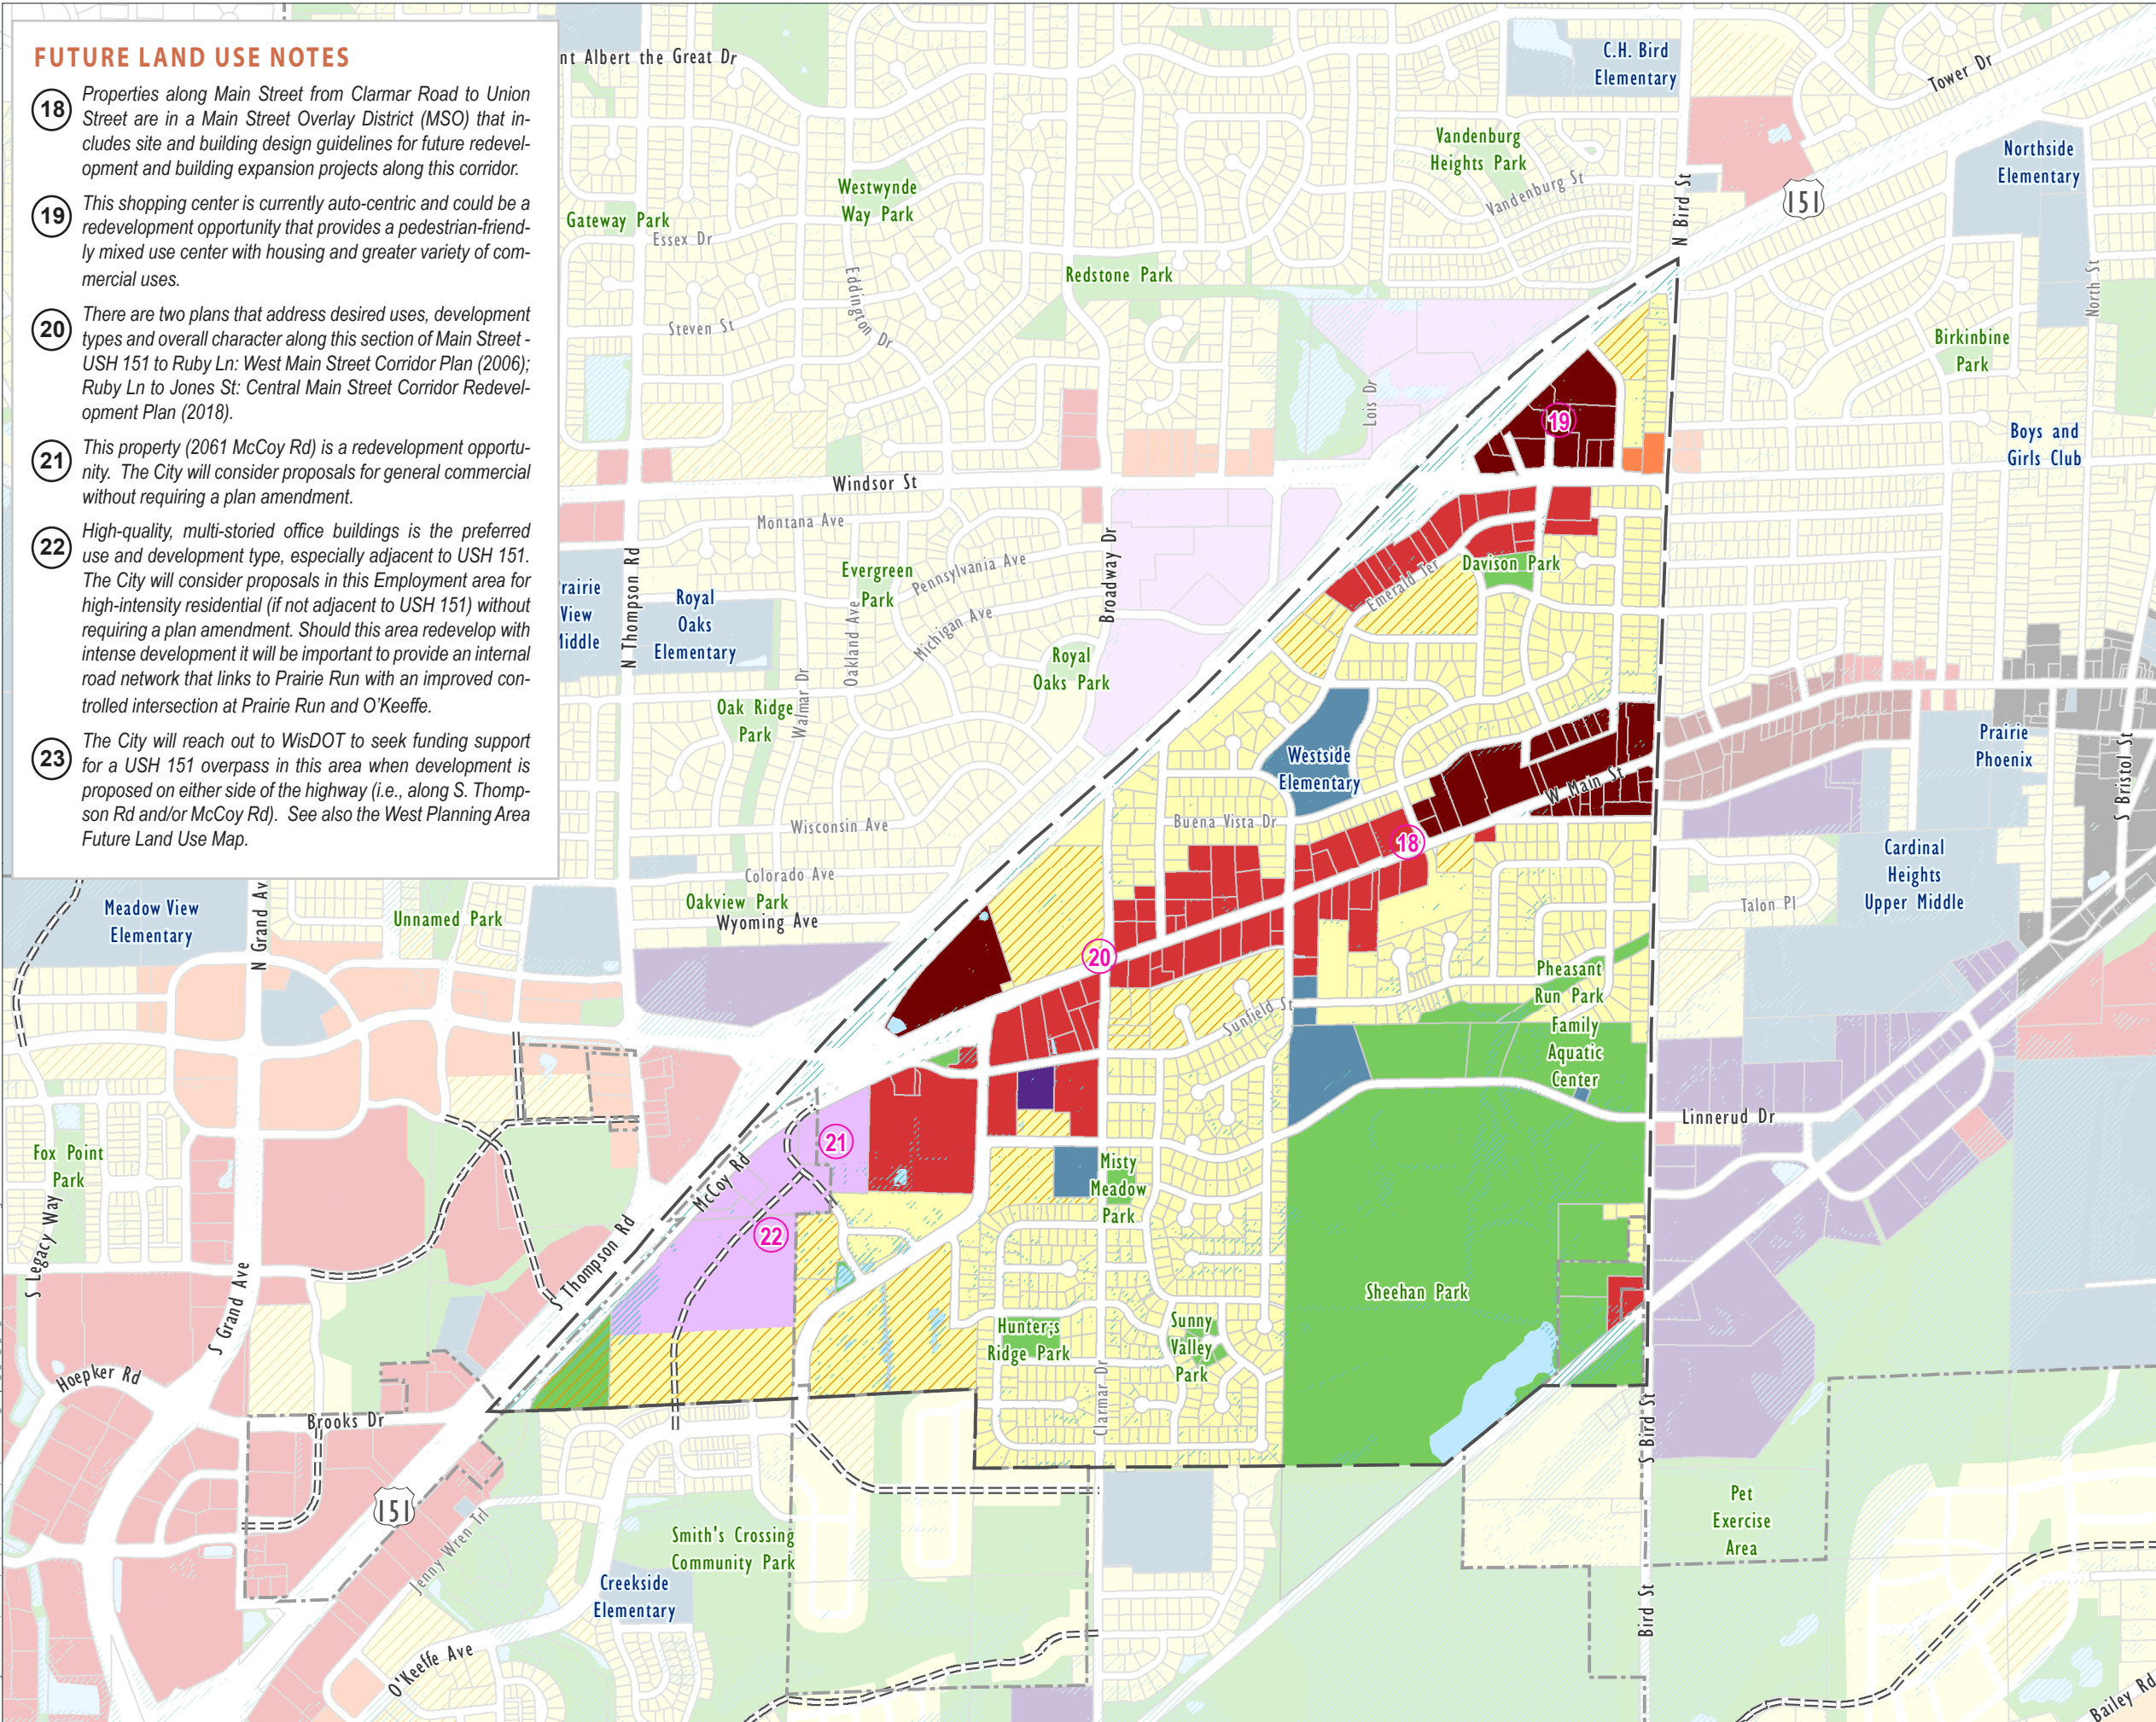 FUTURE LAND USE NOTES
18
Properties along Main Street from Clarmar Road to Union
Street are in a Main Street Overlay District (MSO) that in-
cludes site and building design guidelines for future redevel-
opment and building expansion projects along this corridor.
19
This shopping center is currently auto-centric and could be a
redevelopment opportunity that provides a pedestrian-friend-
ly mixed use center with housing and greater variety of com-
mercial uses.
20
There are two plans that address desired uses, development
types and overall character along this section of Main Street -
USH 151 to Ruby Ln: West Main Street Corridor Plan (2006);
Ruby Ln to Jones St: Central Main Street Corridor Redevel-
opment Plan (2018).
21
This property (2061 McCoy Rd) is a redevelopment opportu-
nity. The City will consider proposals for general commercial
without requiring a plan amendment.
22
High-quality, multi-storied office buildings is the preferred
use and development type, especially adjacent to USH 151.
The City will consider proposals in this Employment area for
high-intensity residential (if not adjacent to USH 151) without
requiring a plan amendment. Should this area redevelop with
intense development it will be important to provide an internal
road network that links to Prairie Run with an improved con-
trolled intersection at Prairie Run and O'Keeffe.
23
The City will reach out to WisDOT to seek funding support
for a USH 151 overpass in this area when development is
proposed on either side of the highway (i.e., along S. Thomp-
son Rd and/or McCoy Rd). See also the West Planning Area
Future Land Use Map.
nt Albert the Great Dr
C.H. Bird
Elementary
Tower Dr
Vandenburg
Heights Park
Vandenburg St
Northside
Elementary
Westwynde
Way Park
Gateway Park
Essex Dr
N Bird St
151
Redstone Park
Eddington Dr
Steven St
North St
Birkinbine
Park
Lois Dr
19
Boys and
Girls Club
Windsor St
Montana Ave
Pennsylvania Ave
Evergreen
Park
Broadway Dr
Davison Park
Emerald Ter
rairie
View
iddle
N Thompson Rd
Royal
Oaks
Elementary
Oakland Ave
Michigan Ave
Royal
Oaks Park
Oak Ridge
Park
Walmar Dr
Westside
Elementary
W Main St
Prairie
Phoenix
S Bristol St
Buena Vista Dr
18
Wisconsin Ave
Colorado Ave
Oakview Park
Wyoming Ave
Cardinal
Heights
Upper Middle
Talon Pl
Meadow View
Elementary
N Grand Av
Unnamed Park
20
Pheasant
Run Park
Sunfield St
Family
Aquatic
Center
Linnerud Dr
Fox Point
Park
21
McCoy Rd
Misty
Meadow
Park
22
S Legacy Way
S Thompson Rd
S Grand Ave
Sheehan Park
Hunter;s
Ridge Park
Sunny
Valley
Park
Clarmar Dr
Hoepker Rd
Brooks Dr
S Bird St
151
Jenny Wren Trl
Smith's Crossing
Community Park
Pet
Exercise
Area
Creekside
Elementary
Bird St
O'Keeffe Ave
Bailey Rd